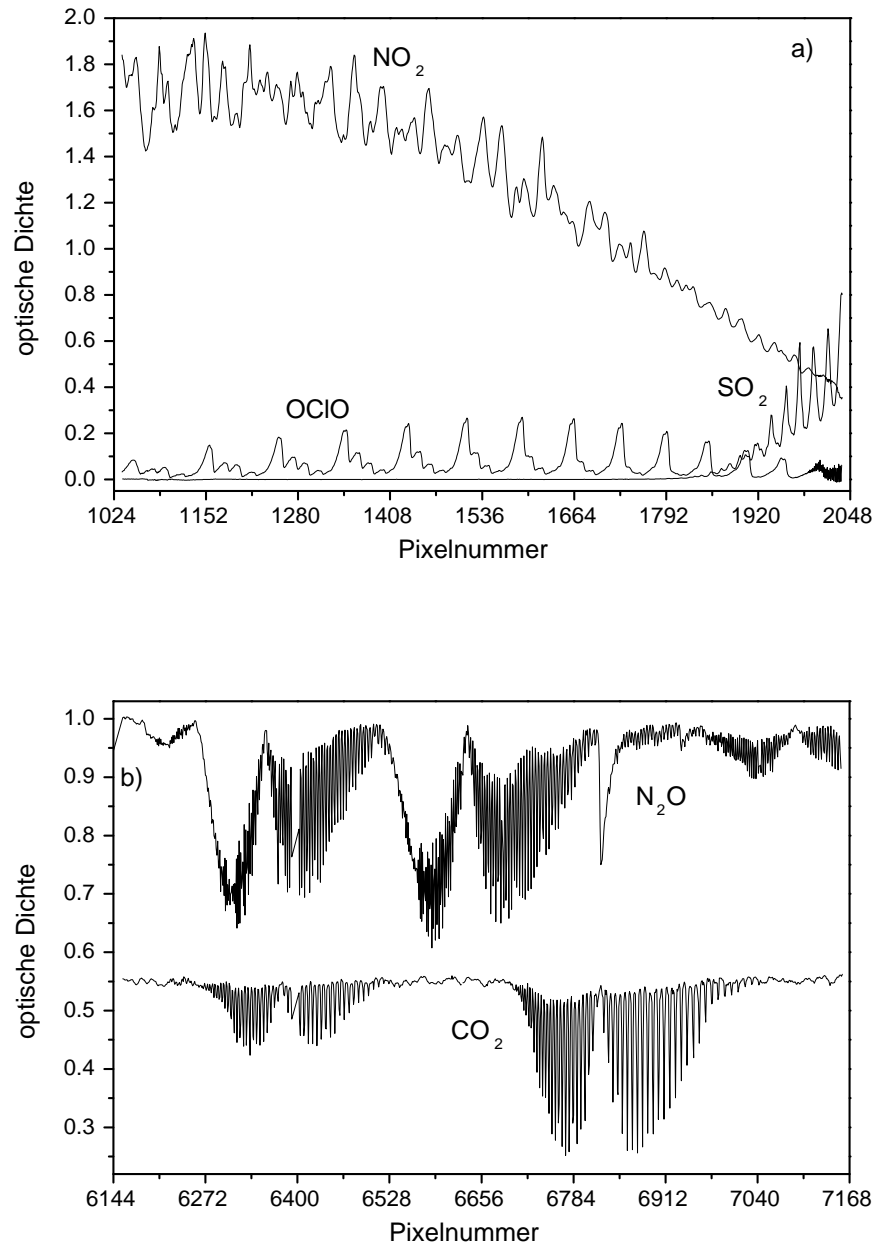 a)
NO₂
OClO
SO₂
optische Dichte
2.0
1.8
1.6
1.4
1.2
1.0
0.8
0.6
0.4
0.2
0.0
1024 1152 1280 1408 1536 1664 1792 1920 2048
Pixelnummer
b)
N₂O
CO₂
optische Dichte
1.0
0.9
0.8
0.7
0.6
0.5
0.4
0.3
6144 6272 6400 6528 6656 6784 6912 7040 7168
Pixelnummer